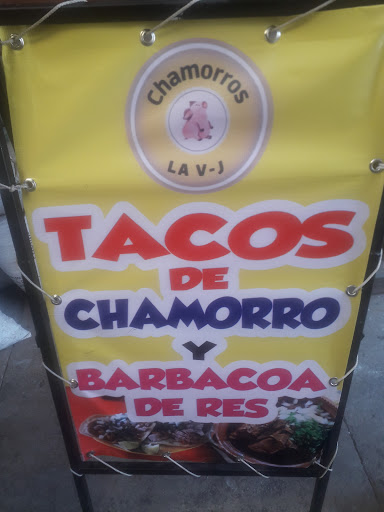 Chamorros
LA V-J
TACOS
DE
CHAMORRO
Y
BARBACOA
DE RES